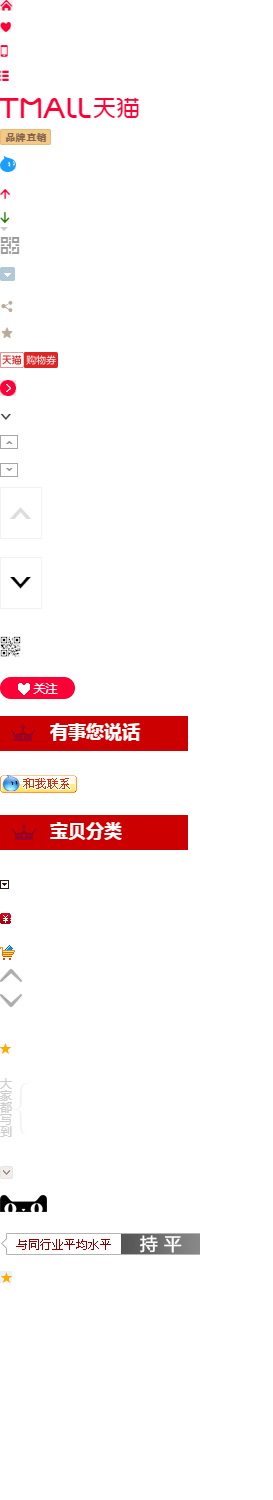 TMALL天猫
品牌直销
天猫 购物券
关注
有事您说话
和我联系
宝贝分类
大家都写到
与同行业平均水平 持 平